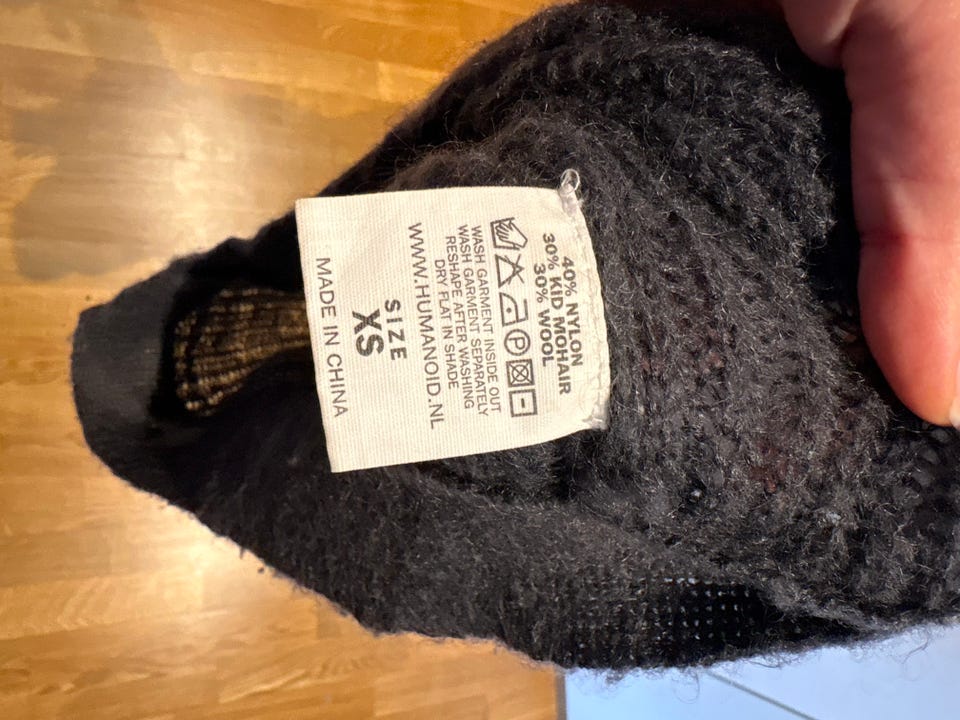 40% NYLON
30% KID MOHAIR
30% WOOL
P
WASH GARMENT INSIDE OUT
WASH GARMENT SEPARATELY
RESHAPE AFTER WASHING
DRY FLAT IN SHADE
WWW.HUMANOID.NL
SIZE
XS
MADE IN CHINA